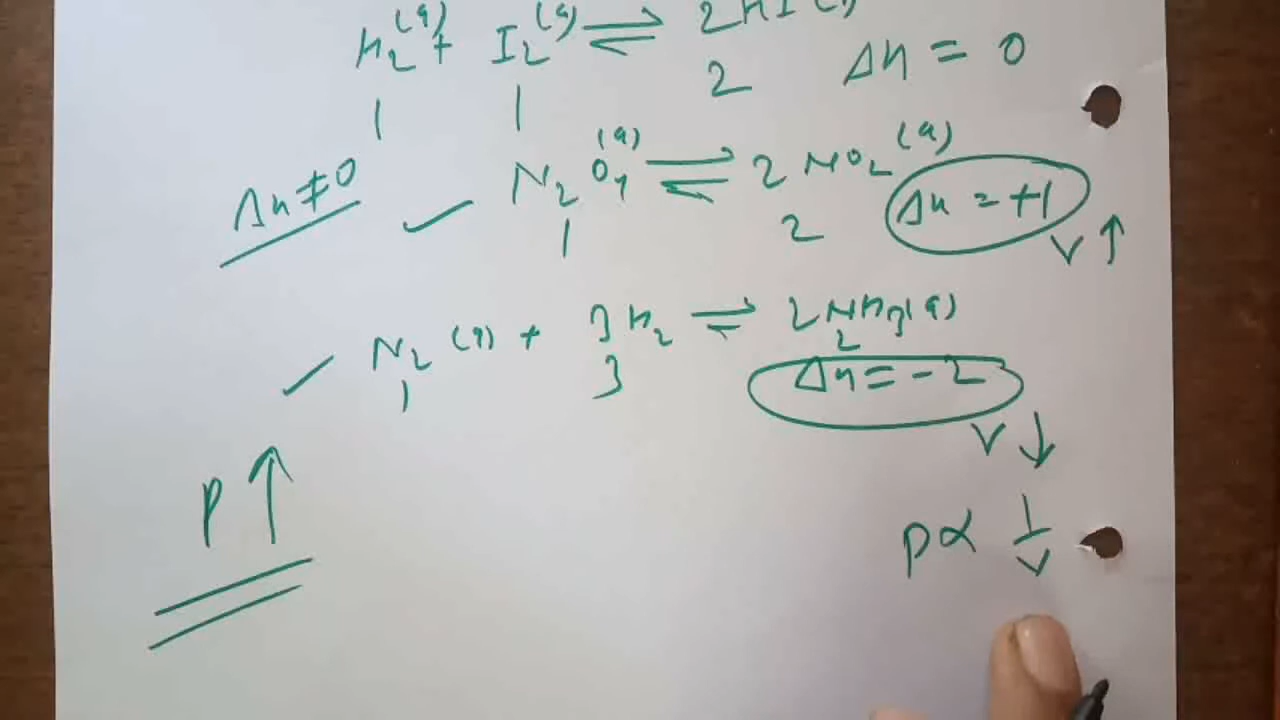 H₂(g) + I₂(g) ⇌ 2HI(g)
1 1 2 Δn = 0
Δn ≠ 0
N₂O₄(g) ⇌ 2NO₂(g)
1 2 Δn = +1
V ↑
N₂(g) + 3H₂ ⇌ 2NH₃(g)
1 3 2
Δn = -2
V ↓
P ↑
P ∝ 1/V